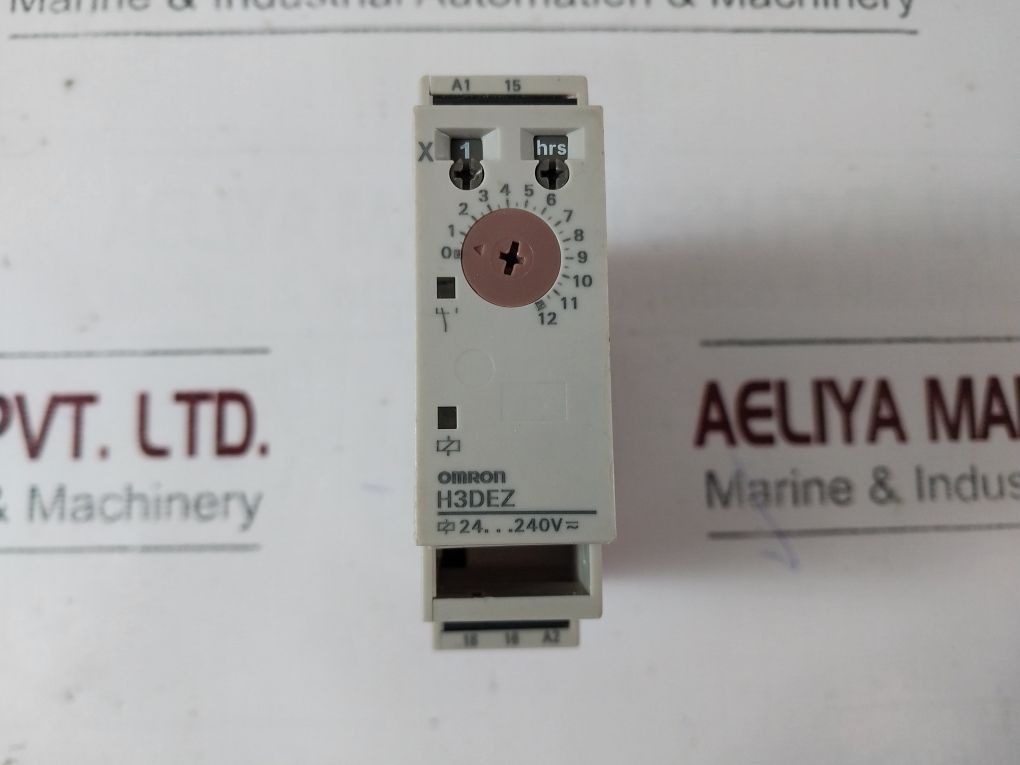 Marine & Industrial Automation & Machinery
A1 15
X 1 hrs
0 1 2 3 4 5 6 7 8 9 10 11 12
PVT. LTD.
& Machinery
AELIYA MA
Marine & Indus
OMRON
H3DEZ
24...240V
16 18 A2